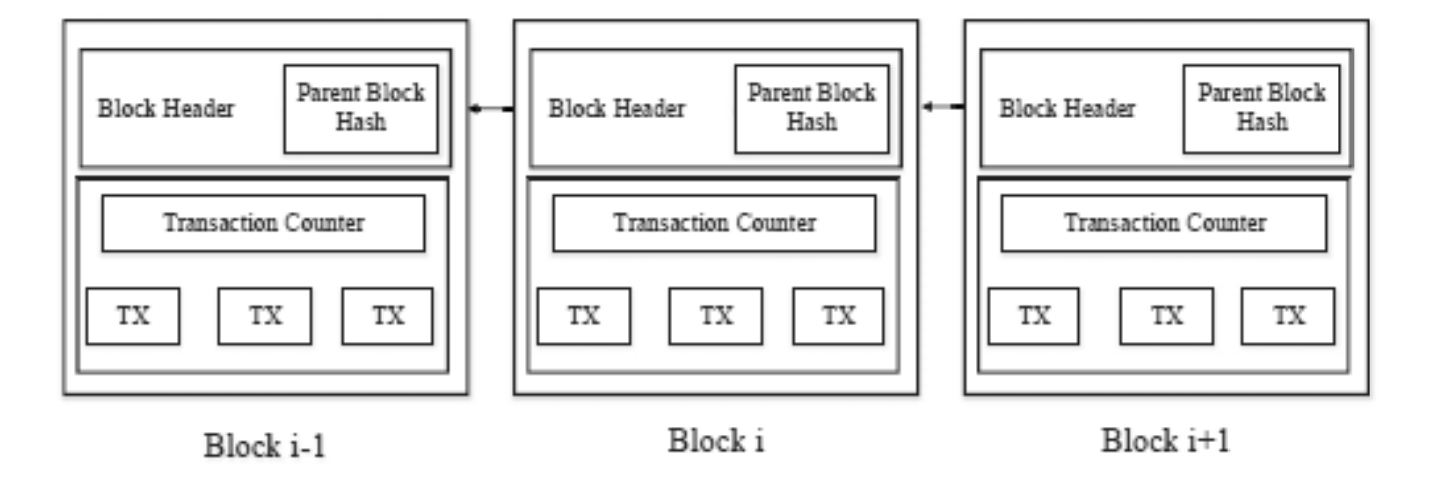 Block Header
Parent Block
Hash
Transaction Counter
TX
TX
TX
Block i-1
Block Header
Parent Block
Hash
Transaction Counter
TX
TX
TX
Block i
Block Header
Parent Block
Hash
Transaction Counter
TX
TX
TX
Block i+1